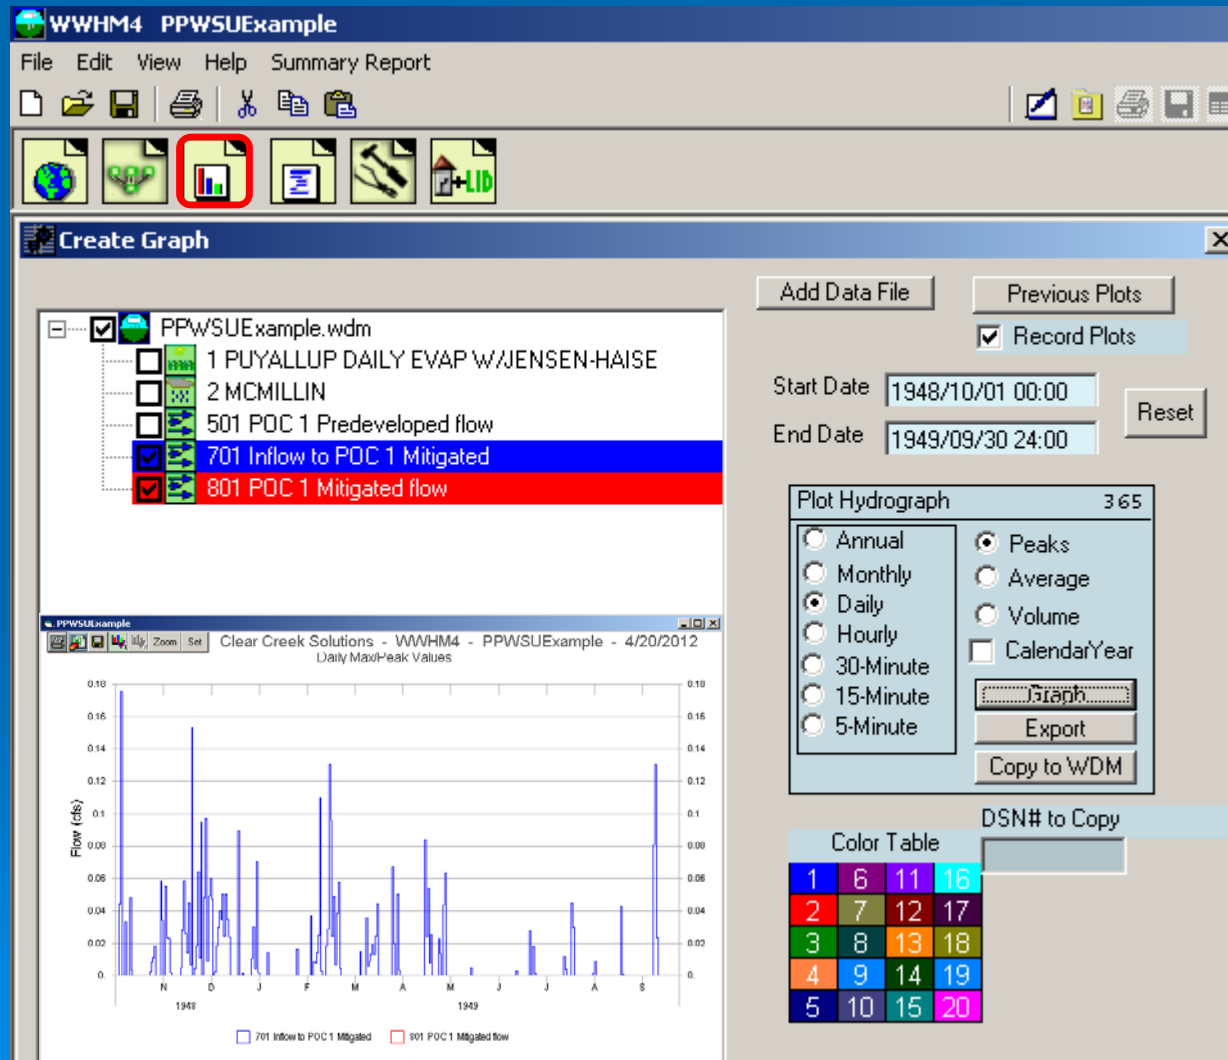 WWHM4 PPWSUExample
File Edit View Help Summary Report
+LID
Create Graph
Add Data File
Previous Plots
Record Plots
PPWSUExample.wdm
1 PUYALLUP DAILY EVAP W/JENSEN-HAISE
2 MCMILLIN
501 POC 1 Predeveloped flow
701 Inflow to POC 1 Mitigated
801 POC 1 Mitigated flow
Start Date 1948/10/01 00:00
End Date 1949/09/30 24:00
Reset
Plot Hydrograph 365
Annual
Monthly
Daily
Hourly
30-Minute
15-Minute
5-Minute
Peaks
Average
Volume
CalendarYear
Graph
Export
Copy to WDM
DSN# to Copy
Color Table
1 6 11 16
2 7 12 17
3 8 13 18
4 9 14 19
5 10 15 20
PPWSUExample
Zoom Set
Clear Creek Solutions - WWHM4 - PPWSUExample - 4/20/2012
Daily Max/Peak Values
0.18 0.18
0.16 0.16
0.14 0.14
0.12 0.12
0.1 0.1
0.08 0.08
0.06 0.06
0.04 0.04
0.02 0.02
0. 0.
Flow (cfs)
N D J F M A M J J A S
1948 1949
701 Inflow to POC 1 Mitigated 801 POC 1 Mitigated flow